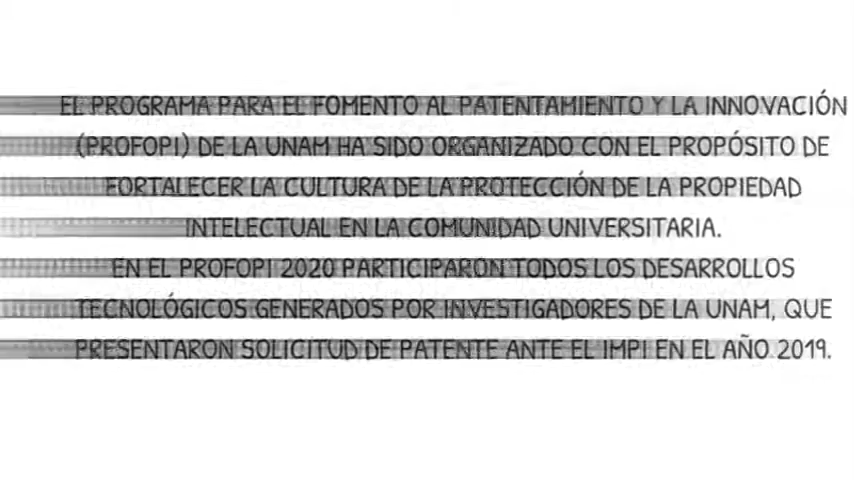 EL PROGRAMA PARA EL FOMENTO AL PATENTAMIENTO Y LA INNOVACIÓN
(PROFOPI) DE LA UNAM HA SIDO ORGANIZADO CON EL PROPÓSITO DE
FORTALECER LA CULTURA DE LA PROTECCIÓN DE LA PROPIEDAD
INTELECTUAL EN LA COMUNIDAD UNIVERSITARIA.
EN EL PROFOPI 2020 PARTICIPARON TODOS LOS DESARROLLOS
TECNOLÓGICOS GENERADOS POR INVESTIGADORES DE LA UNAM, QUE
PRESENTARON SOLICITUD DE PATENTE ANTE EL IMPI EN EL AÑO 2019.